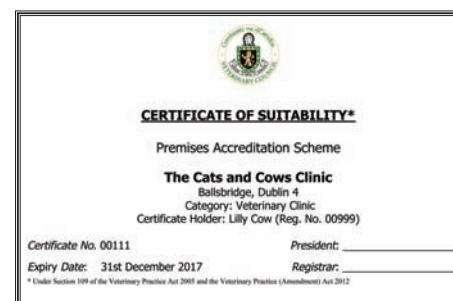 VETERINARY COUNCIL
CERTIFICATE OF SUITABILITY*
Premises Accreditation Scheme
The Cats and Cows Clinic
Ballsbridge, Dublin 4
Category: Veterinary Clinic
Certificate Holder: Lilly Cow (Reg. No. 00999)
Certificate No. 00111 President:
Expiry Date: 31st December 2017 Registrar:
* Under Section 109 of the Veterinary Practice Act 2005 and the Veterinary Practice (Amendment) Act 2012